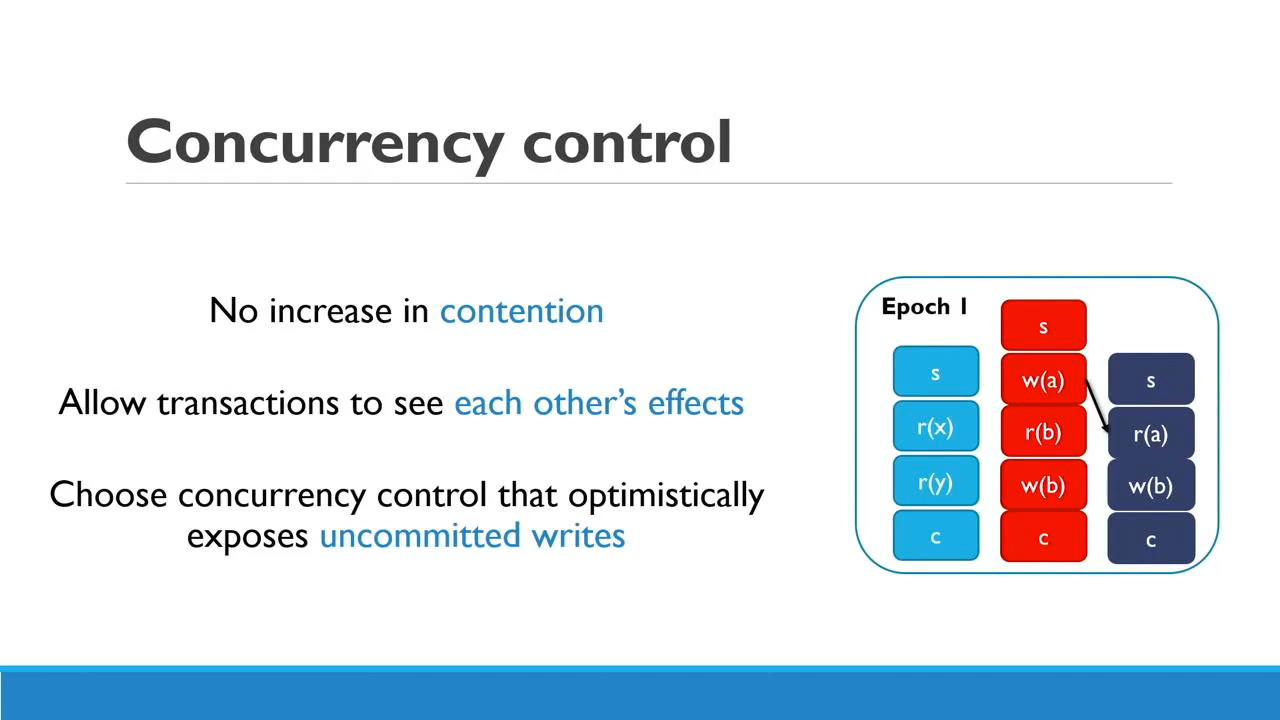 Concurrency control
No increase in contention
Allow transactions to see each other’s effects
Choose concurrency control that optimistically
exposes uncommitted writes
Epoch 1
s
r(x)
r(y)
c
s
w(a)
r(b)
w(b)
c
s
r(a)
w(b)
c